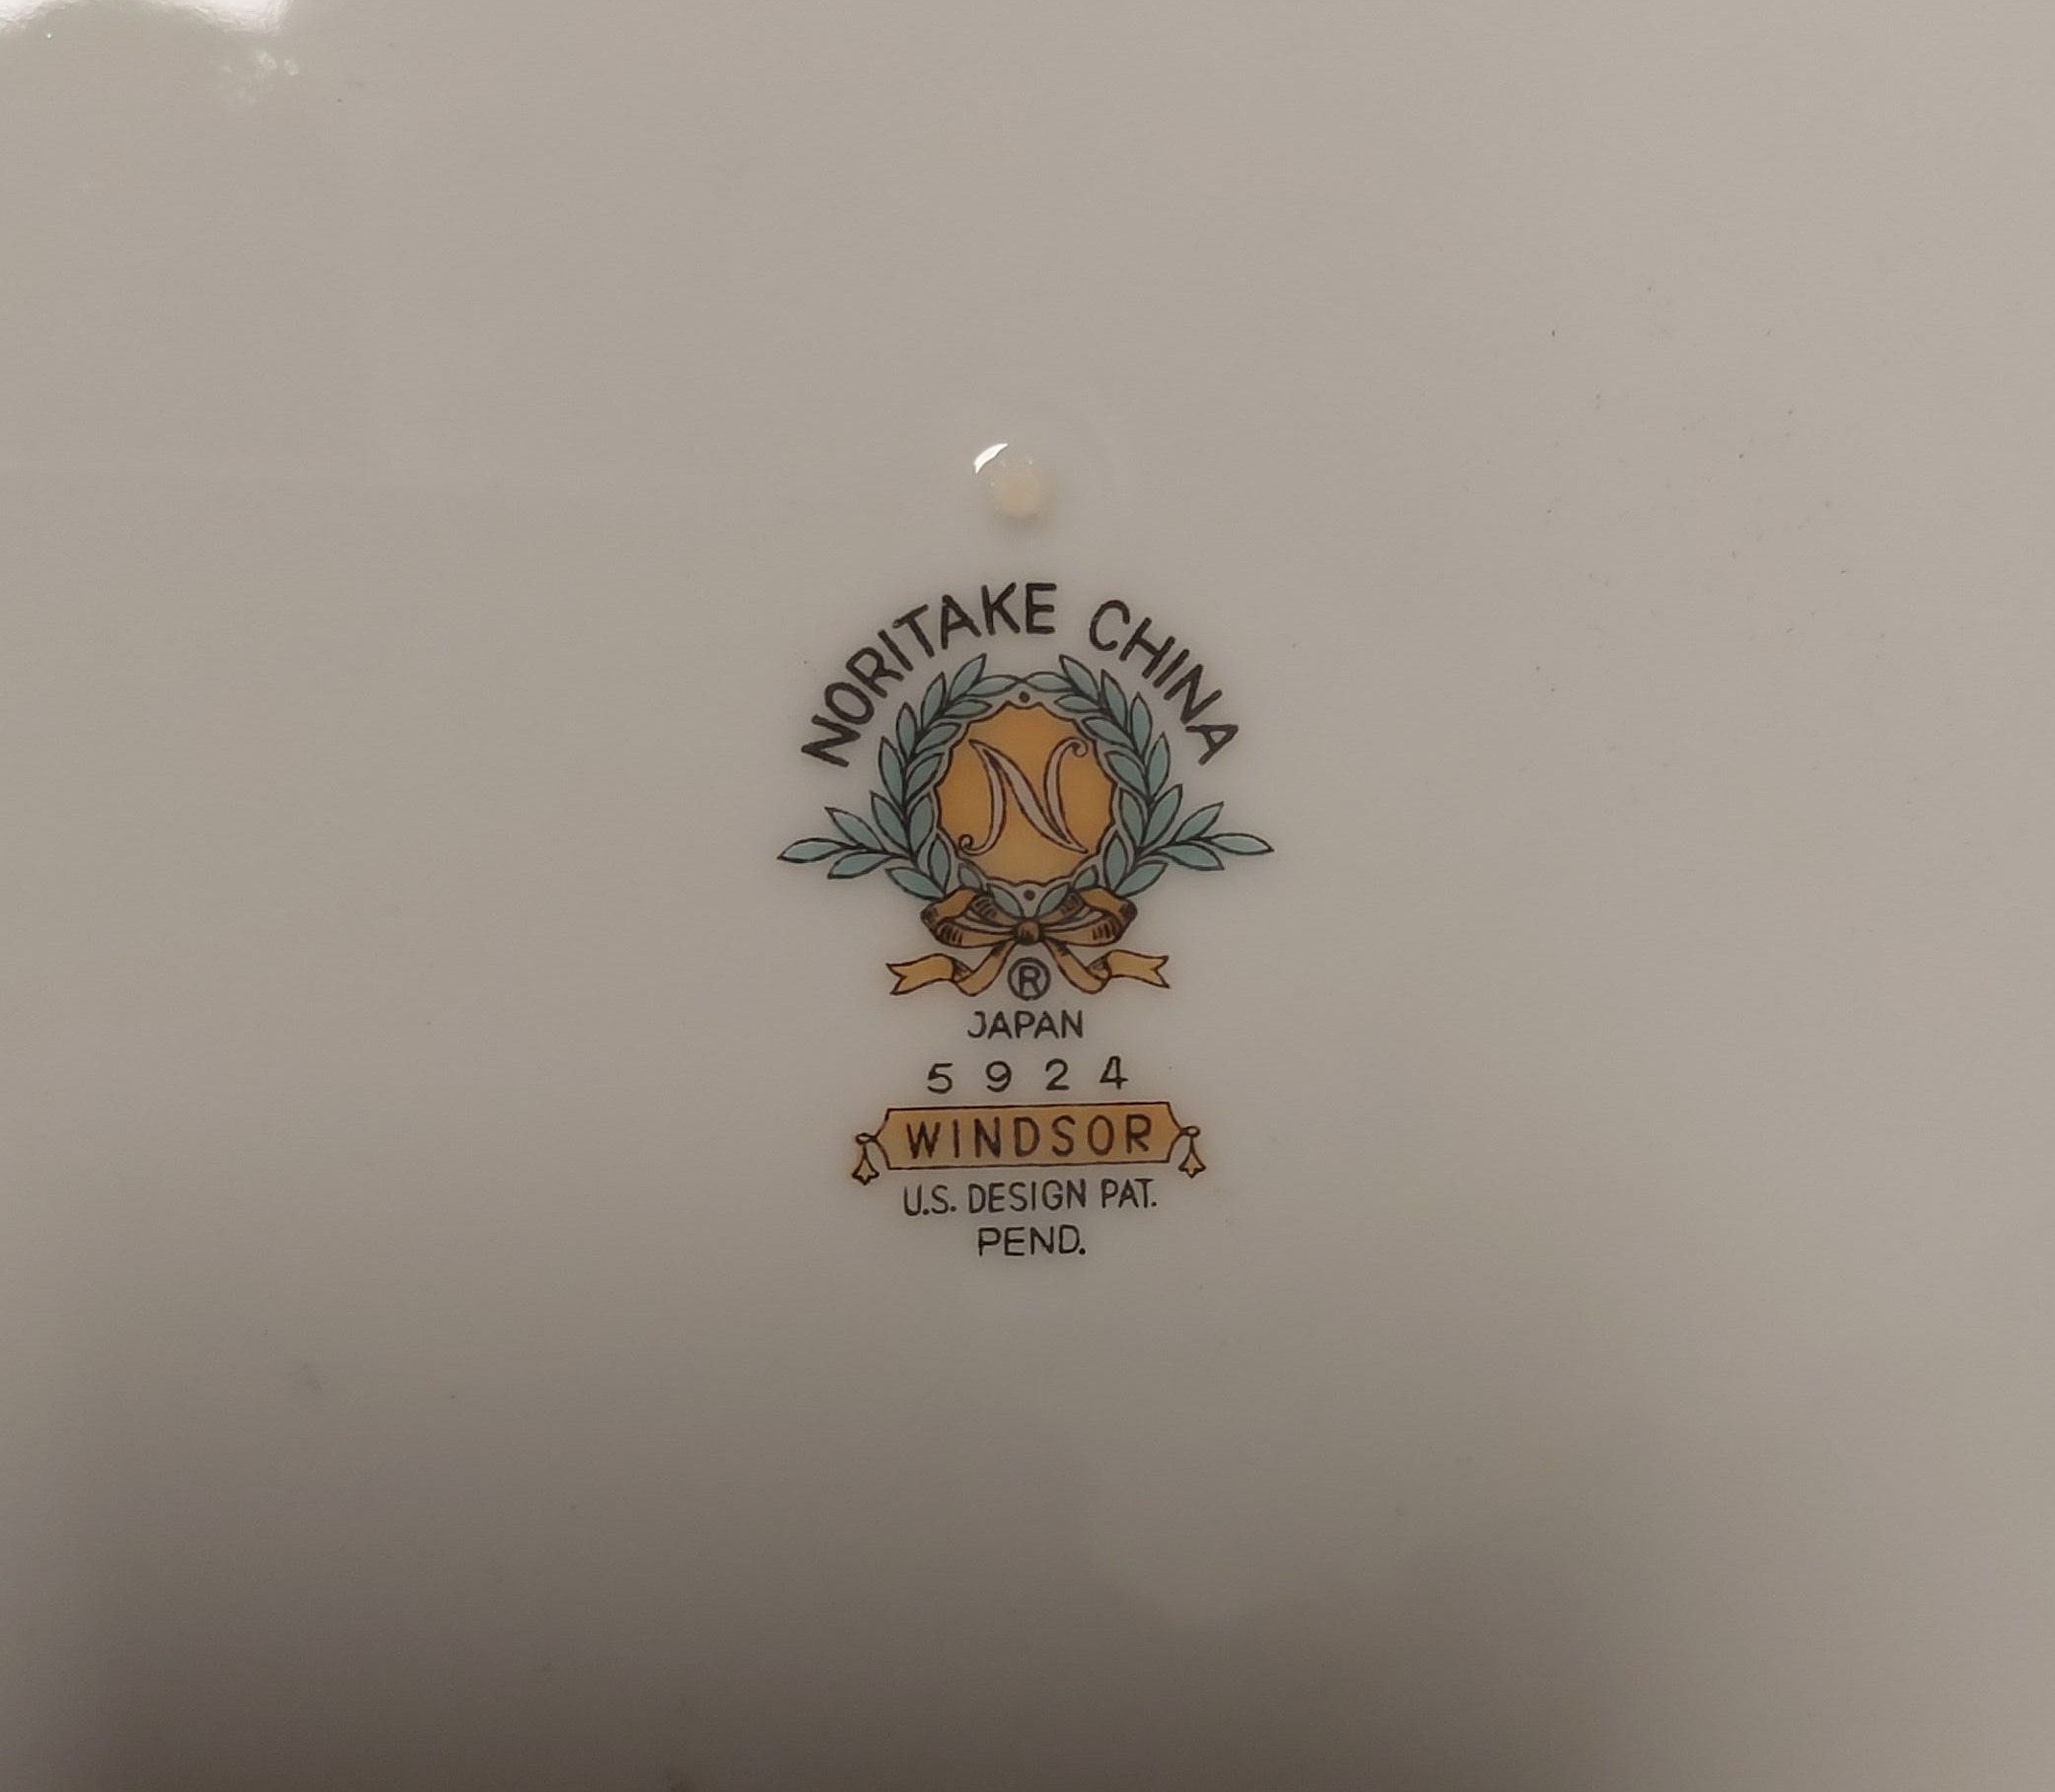 NORITAKE CHINA
N
®
JAPAN
5924
WINDSOR
U.S. DESIGN PAT.
PEND.